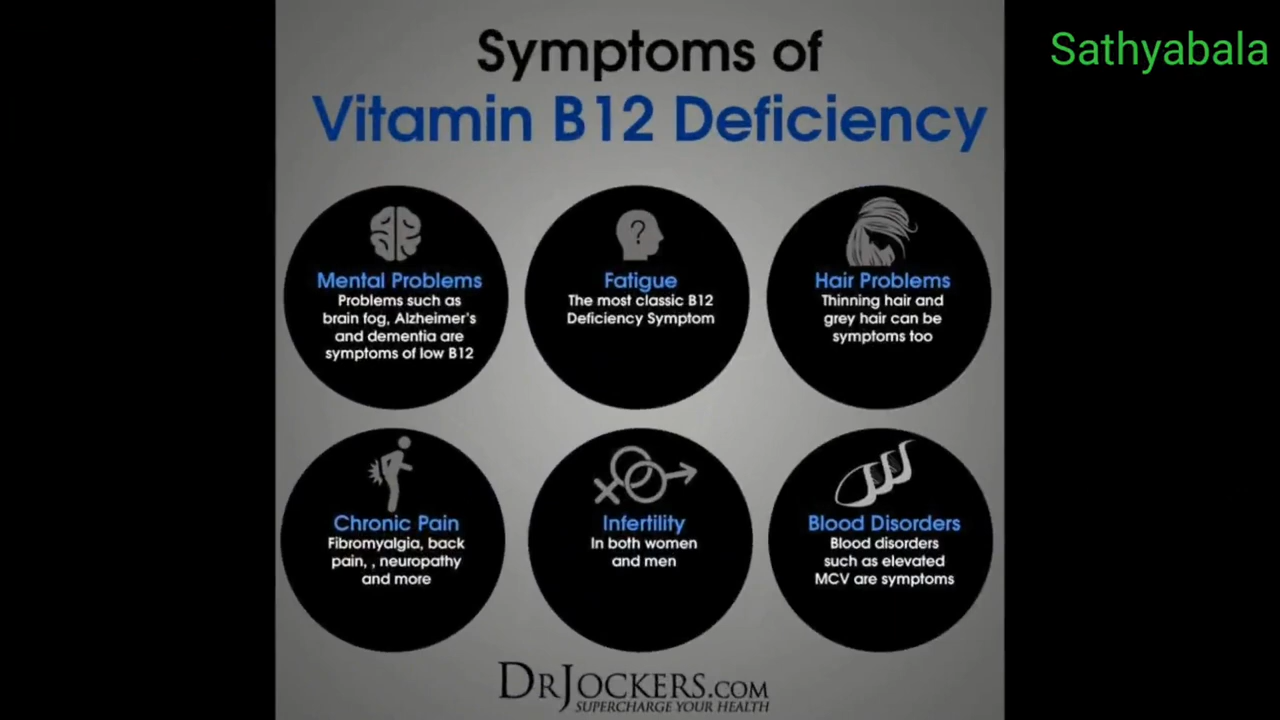 Symptoms of
Sathyabala
Vitamin B12 Deficiency
?
Mental Problems
Problems such as
brain fog, Alzheimer's
and dementia are
symptoms of low B12
Fatigue
The most classic B12
Deficiency Symptom
Hair Problems
Thinning hair and
grey hair can be
symptoms too
Chronic Pain
Fibromyalgia, back
pain, , neuropathy
and more
Infertility
In both women
and men
Blood Disorders
Blood disorders
such as elevated
MCV are symptoms
DRJOCKERS.COM
SUPERCHARGE YOUR HEALTH